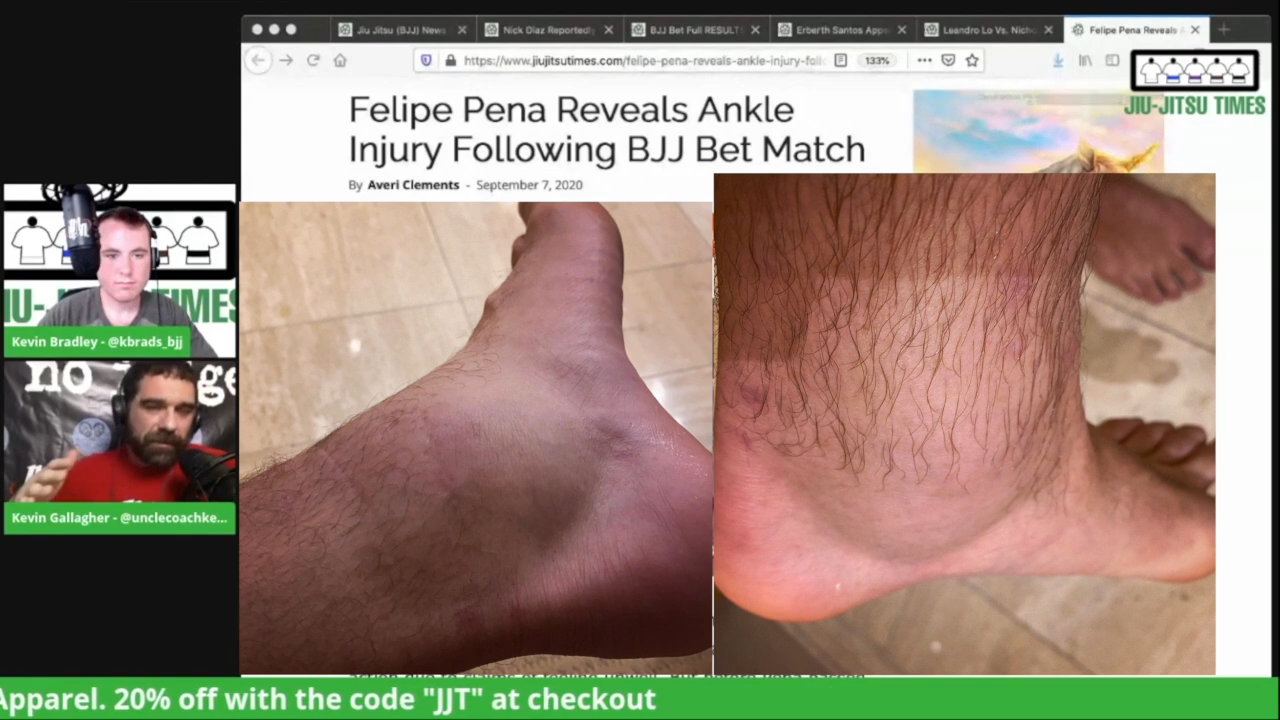 Jiu Jitsu (BJJ) News
Nick Diaz Reportedly
BJJ Bet Full RESULT
Erberth Santos Appe
Leandro Lo Vs. Nich
Felipe Pena Reveals A
https://www.jiujitsutimes.com/felipe-pena-reveals-ankle-injury-foll
133%
JIU-JITSU TIMES
Felipe Pena Reveals Ankle
Injury Following BJJ Bet Match
By Averi Clements - September 7, 2020
Kevin Bradley - @kbrads_bjj
no
Kevin Gallagher - @unclecoachke...
Apparel. 20% off with the code "JJT" at checkout